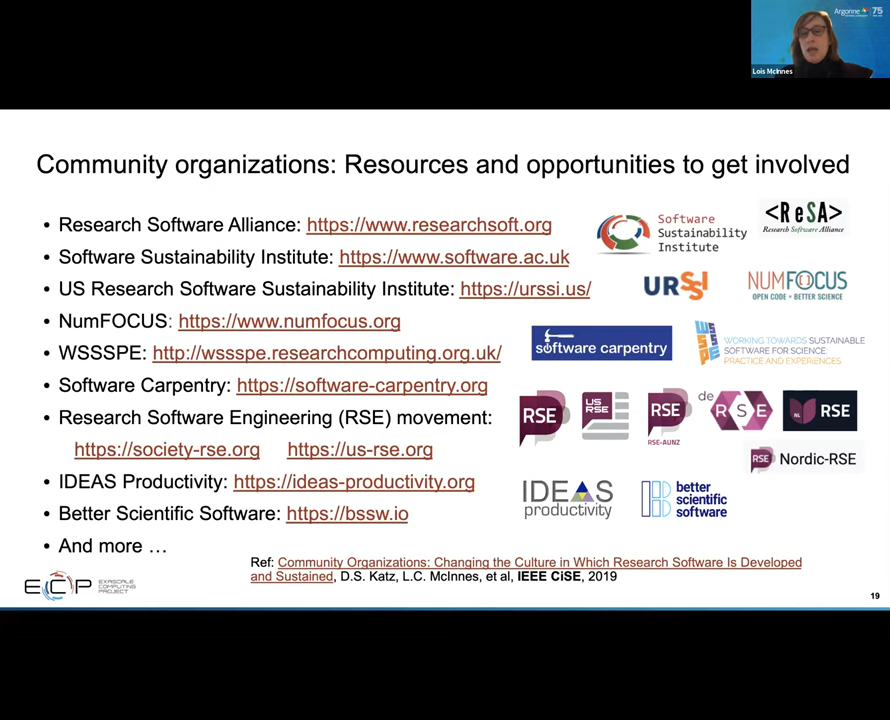 Argonne 75
Lois McInnes
Community organizations: Resources and opportunities to get involved
• Research Software Alliance: https://www.researchsoft.org
• Software Sustainability Institute: https://www.software.ac.uk
• US Research Software Sustainability Institute: https://urssi.us/
• NumFOCUS: https://www.numfocus.org
• WSSSPE: http://wssspe.researchcomputing.org.uk/
• Software Carpentry: https://software-carpentry.org
• Research Software Engineering (RSE) movement:
https://society-rse.org https://us-rse.org
• IDEAS Productivity: https://ideas-productivity.org
• Better Scientific Software: https://bssw.io
• And more …
Software
Sustainability
Institute
<ReSA>
Research Software Alliance
URSSI
NUMFOCUS
OPEN CODE = BETTER SCIENCE
software carpentry
WSSSPE
WORKING TOWARDS SUSTAINABLE
SOFTWARE FOR SCIENCE:
PRACTICE AND EXPERIENCES
RSE
US
RSE
RSE
RSE-AUNZ
de
RSE
NL RSE
RSE Nordic-RSE
IDEAS
productivity
better
scientific
software
Ref: Community Organizations: Changing the Culture in Which Research Software Is Developed
and Sustained, D.S. Katz, L.C. McInnes, et al, IEEE CiSE, 2019
ECP EXASCALE
COMPUTING
PROJECT
19